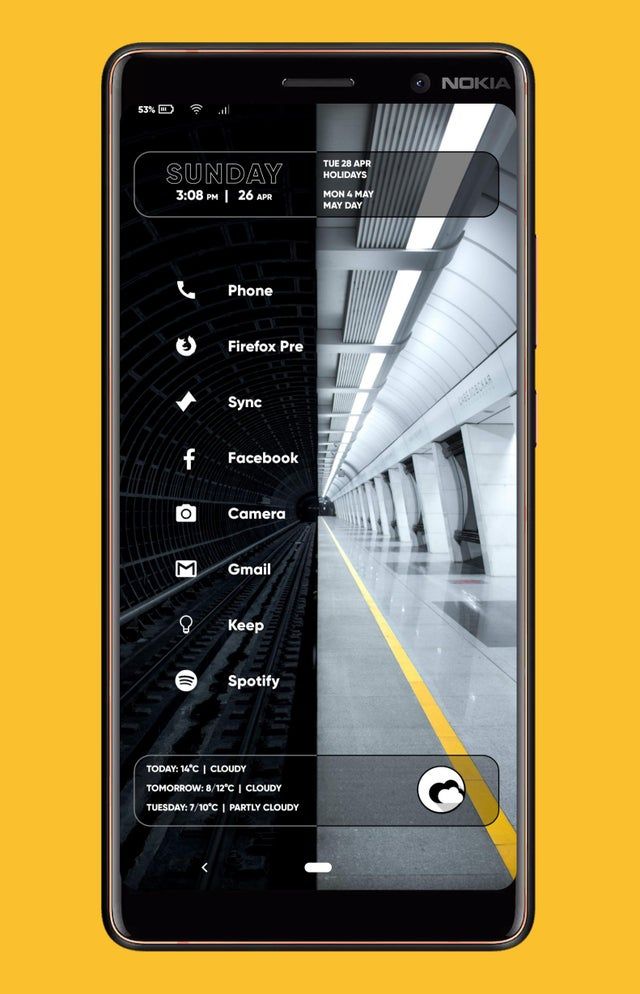 NOKIA
53%
SUNDAY
3:08 PM | 26 APR
TUE 28 APR
HOLIDAYS
MON 4 MAY
MAY DAY
Phone
Firefox Pre
Sync
Facebook
Camera
Gmail
Keep
Spotify
TODAY: 14°C | CLOUDY
TOMORROW: 8/12°C | CLOUDY
TUESDAY: 7/10°C | PARTLY CLOUDY